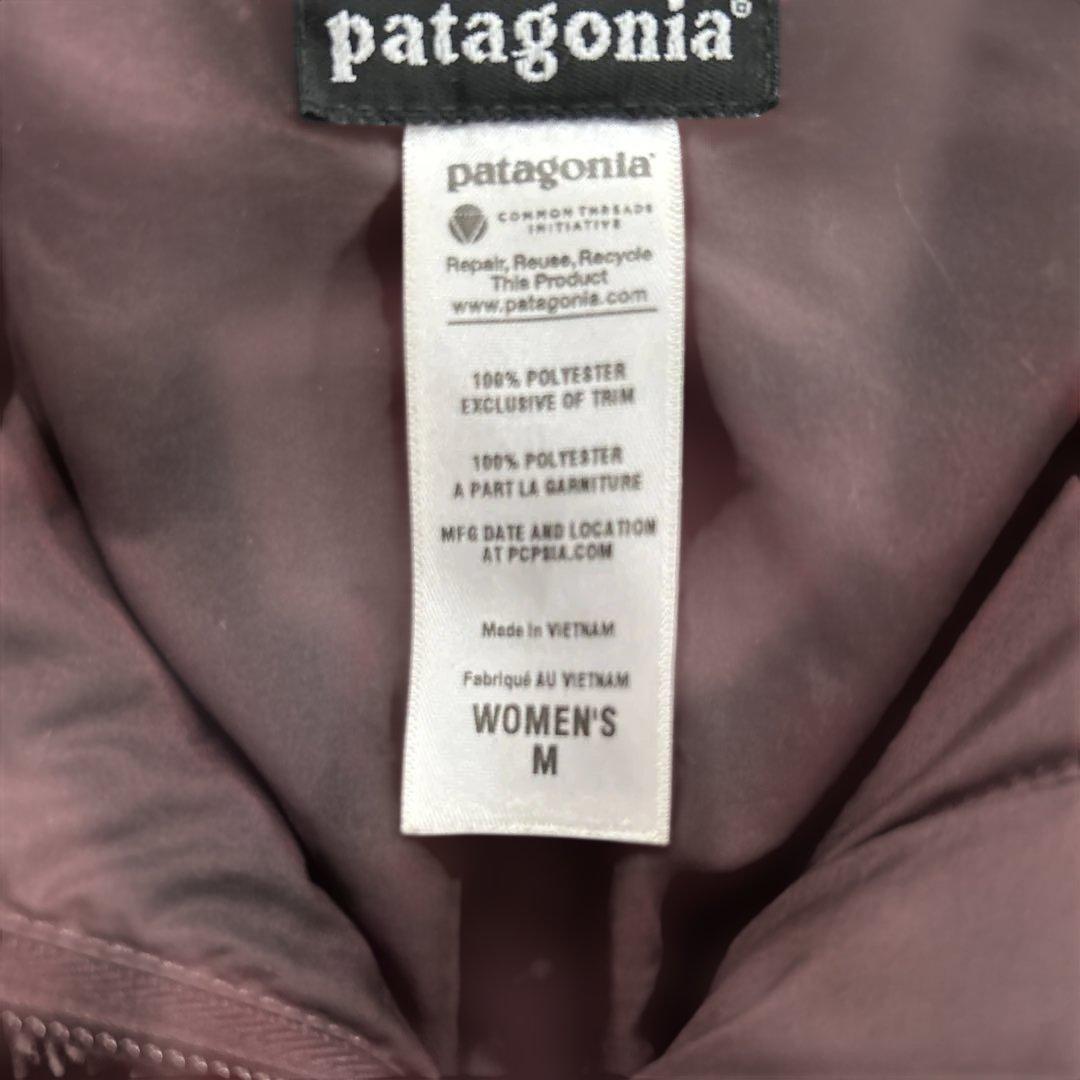 patagonia®
patagonia®
COMMON THREADS
INITIATIVE
Repair, Reuse, Recycle
This Product
www.patagonia.com
100% POLYESTER
EXCLUSIVE OF TRIM
100% POLYESTER
A PART LA GARNITURE
MFG DATE AND LOCATION
AT PCPSIA.COM
Made in VIETNAM
Fabriqué AU VIETNAM
WOMEN'S
M